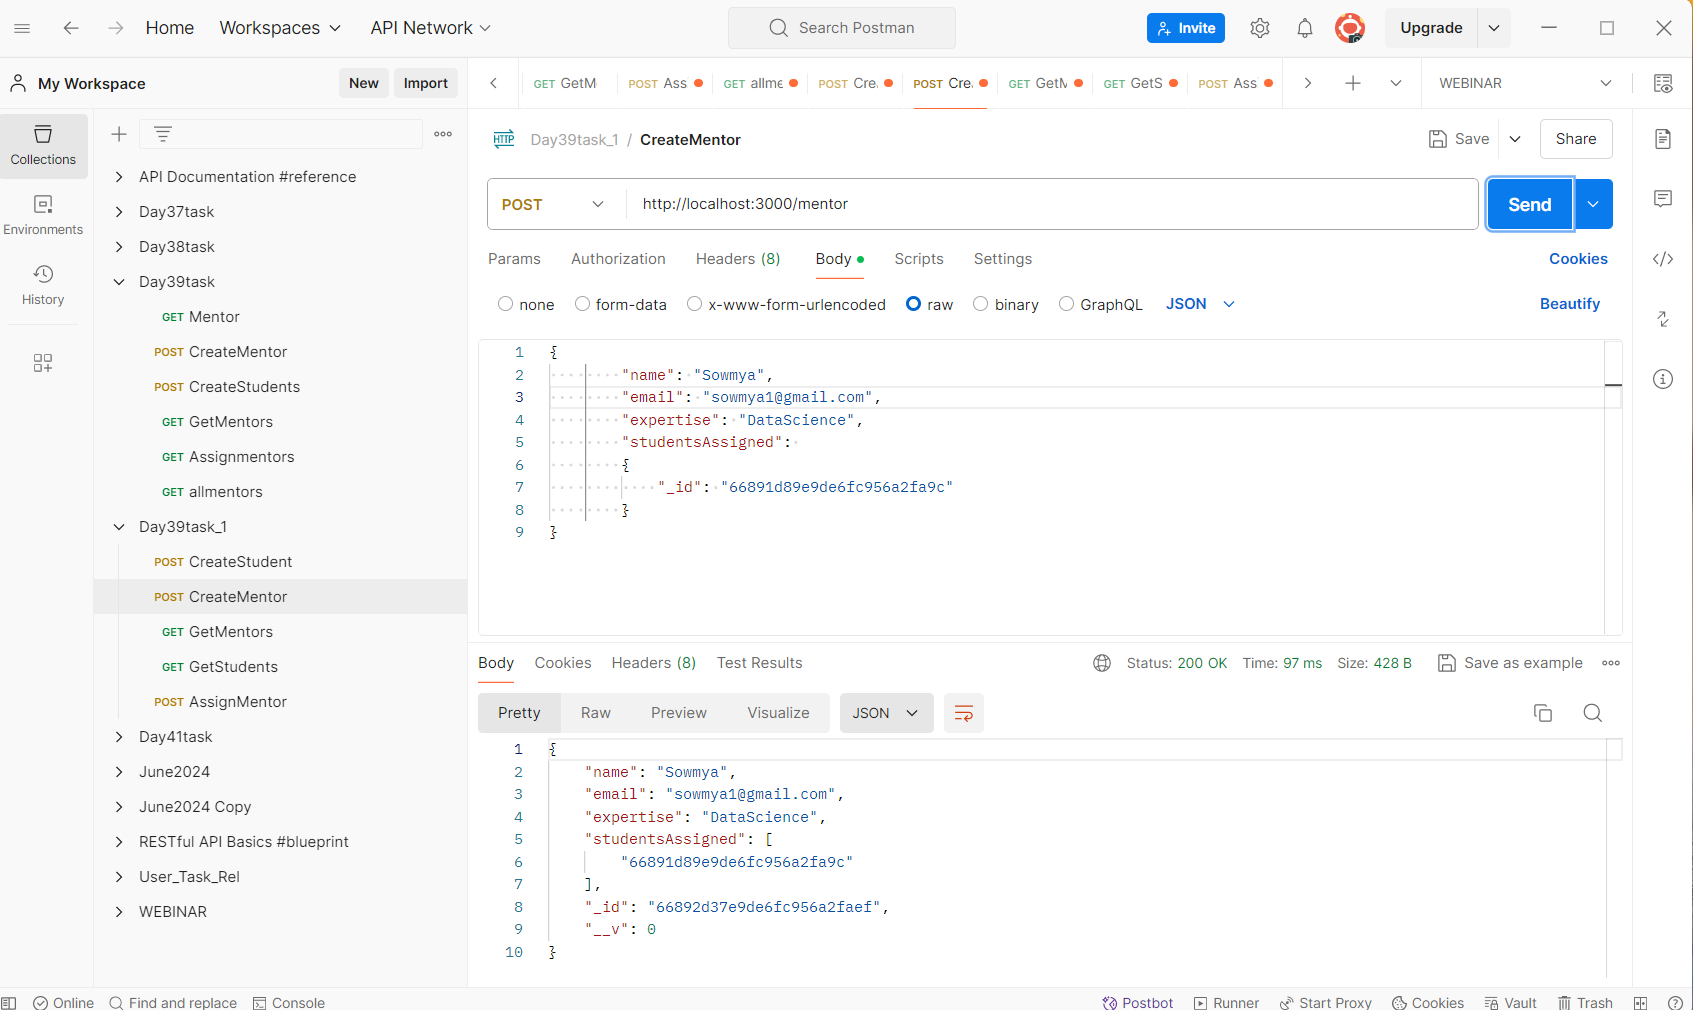 Home Workspaces API Network Search Postman Invite Upgrade
My Workspace New Import
GET GetM POST Ass GET allme POST Cre. POST Cre. GET GetM GET GetS POST Ass WEBINAR
Collections
Environments
History
API Documentation #reference
Day37task
Day38task
Day39task
GET Mentor
POST CreateMentor
POST CreateStudents
GET GetMentors
GET Assignmentors
GET allmentors
Day39task_1
POST CreateStudent
POST CreateMentor
GET GetMentors
GET GetStudents
POST AssignMentor
Day41task
June2024
June2024 Copy
RESTful API Basics #blueprint
User_Task_Rel
WEBINAR
HTTP Day39task_1 / CreateMentor Save Share
POST http://localhost:3000/mentor Send
Params Authorization Headers (8) Body Scripts Settings Cookies
none form-data x-www-form-urlencoded raw binary GraphQL JSON Beautify
1 {
2 "name": "Sowmya",
3 "email": "sowmya1@gmail.com",
4 "expertise": "DataScience",
5 "studentsAssigned":
6 {
7 "_id": "66891d89e9de6fc956a2fa9c"
8 }
9 }
Body Cookies Headers (8) Test Results Status: 200 OK Time: 97 ms Size: 428 B Save as example
Pretty Raw Preview Visualize JSON
1 {
2 "name": "Sowmya",
3 "email": "sowmya1@gmail.com",
4 "expertise": "DataScience",
5 "studentsAssigned": [
6 "66891d89e9de6fc956a2fa9c"
7 ],
8 "_id": "66892d37e9de6fc956a2faef",
9 "__v": 0
10 }
Online Find and replace Console Postbot Runner Start Proxy Cookies Vault Trash